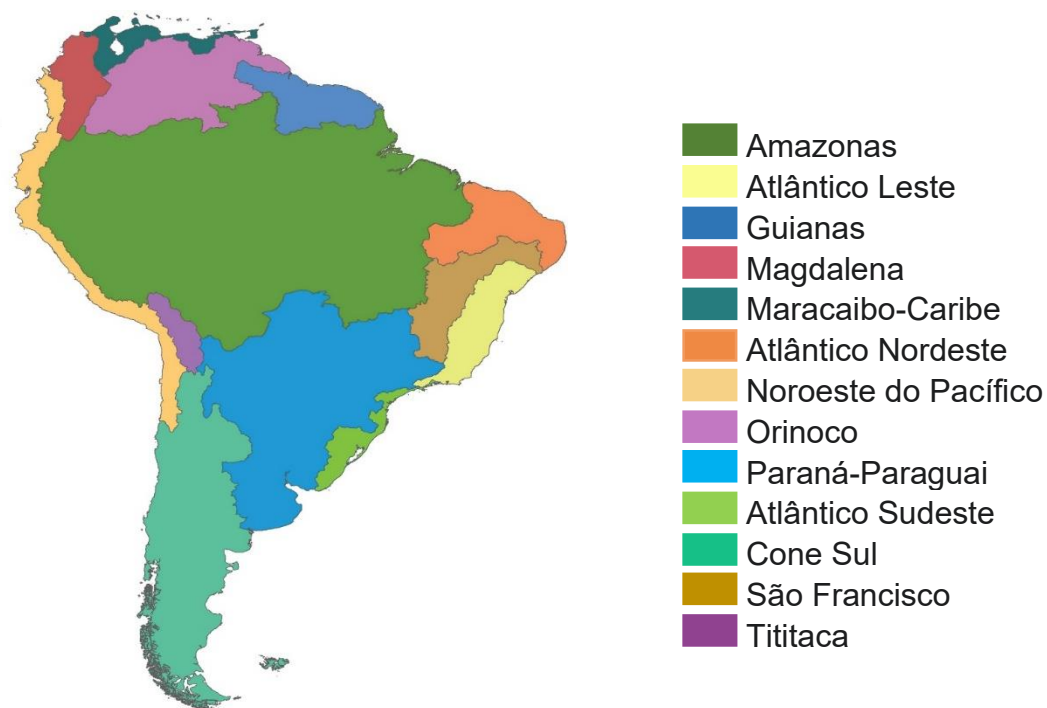 Amazonas
Atlântico Leste
Guianas
Magdalena
Maracaibo-Caribe
Atlântico Nordeste
Noroeste do Pacífico
Orinoco
Paraná-Paraguai
Atlântico Sudeste
Cone Sul
São Francisco
Tititaca